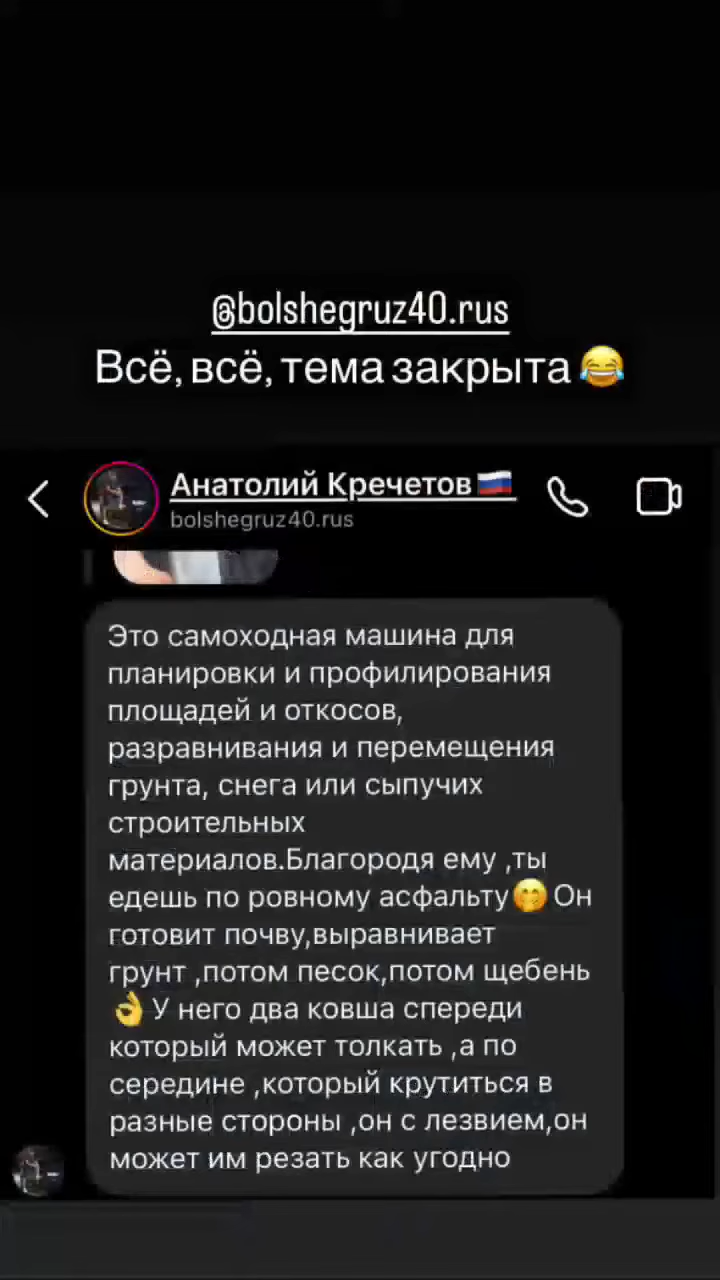 @bolshegruz40.rus
Всё, всё, тема закрыта😂
Анатолий Кречетов🇷🇺
bolshegruz40.rus
Это самоходная машина для
планировки и профилирования
площадей и откосов,
разравнивания и перемещения
грунта, снега или сыпучих
строительных
материалов.Благородя ему ,ты
едешь по ровному асфальту🤭Он
готовит почву,выравнивает
грунт ,потом песок,потом щебень
👌У него два ковша спереди
который может толкать ,а по
середине ,который крутиться в
разные стороны ,он с лезвием,он
может им резать как угодно